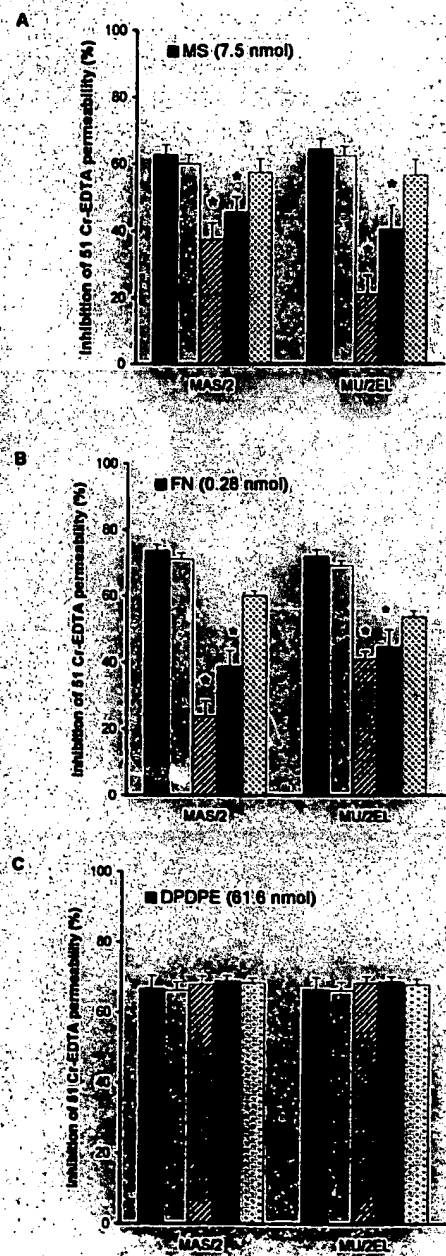 A
100
■ MS (7.5 nmol)
80
60
40
20
0
Inhibition of 51 Cr-EDTA permeability (%)
MAS/2
MU/2EL
B
100
■ FN (0.28 nmol)
80
60
40
20
0
Inhibition of 51 Cr-EDTA permeability (%)
MAS/2
MU/2EL
C
100
■ DPDPE (61.6 nmol)
80
60
40
20
0
Inhibition of 51 Cr-EDTA permeability (%)
MAS/2
MU/2EL